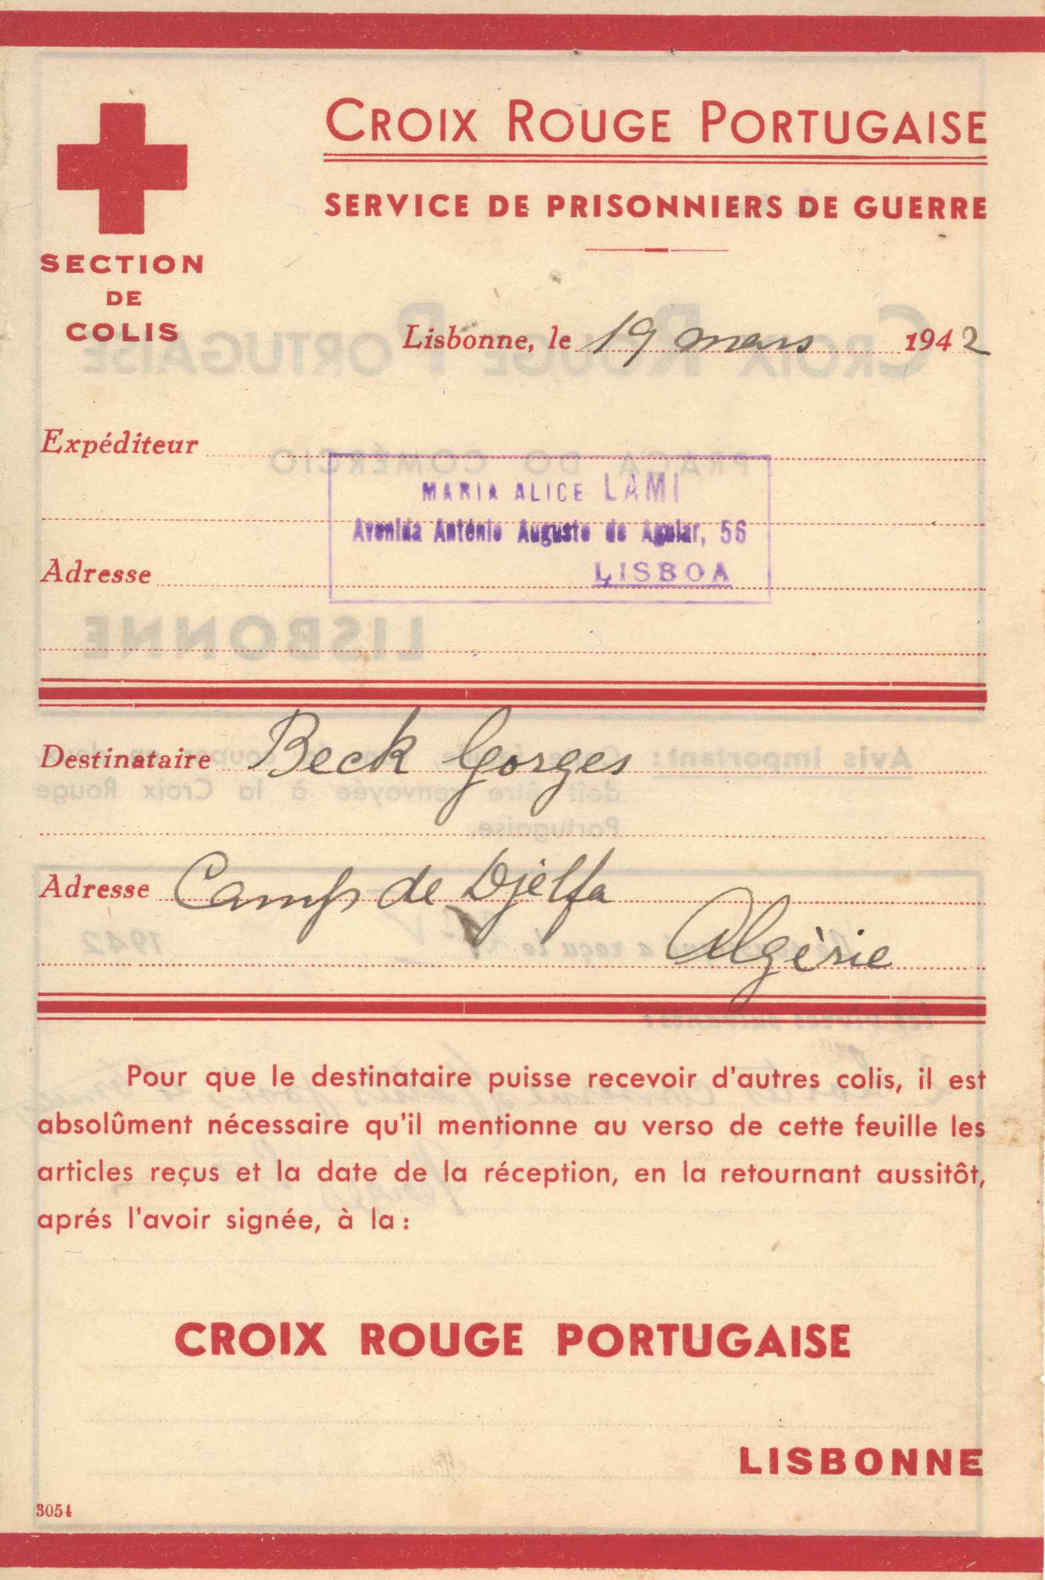 CROIX ROUGE PORTUGAISE
SERVICE DE PRISONNIERS DE GUERRE
SECTION
DE
COLIS
Lisbonne, le 19 mars 1942
Expéditeur
MARIA ALICE LAMI
Avenida António Augusto de Aguiar, 56
Adresse
LISBOA
Destinataire Beck Gorges
Adresse Camp de Djelfa
Algérie
Pour que le destinataire puisse recevoir d'autres colis, il est
absolûment nécessaire qu'il mentionne au verso de cette feuille les
articles reçus et la date de la réception, en la retournant aussitôt,
aprés l'avoir signée, à la:
CROIX ROUGE PORTUGAISE
LISBONNE
3054